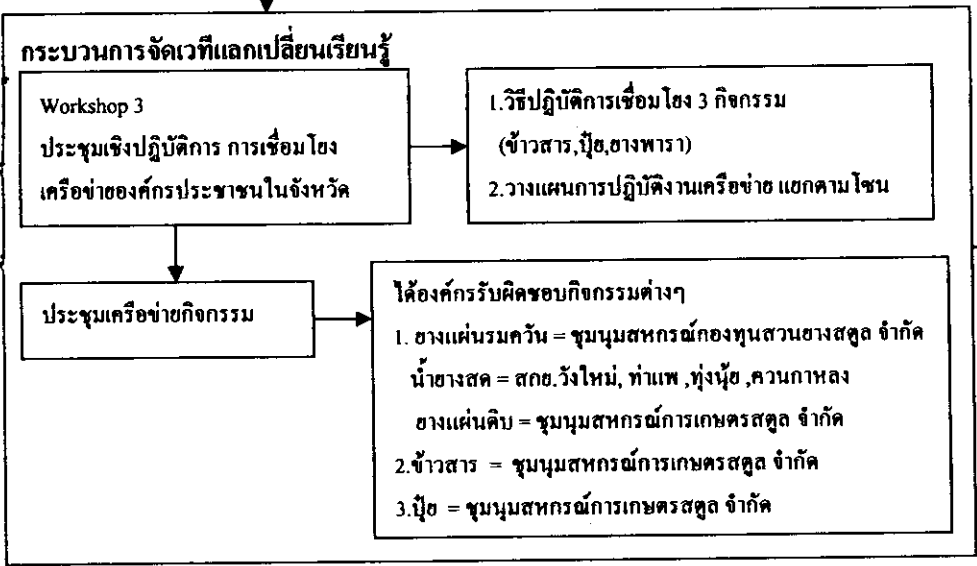 กระบวนการจัดเวทีแลกเปลี่ยนเรียนรู้
Workshop 3
ประชุมเชิงปฏิบัติการ การเชื่อมโยง
เครือข่ายองค์กรประชาชนในจังหวัด
1.วิธีปฏิบัติการเชื่อมโยง 3 กิจกรรม
(ข้าวสาร,ปุ๋ย,ยางพารา)
2.วางแผนการปฏิบัติงานเครือข่าย แยกตามโซน
ประชุมเครือข่ายกิจกรรม
ได้องค์กรรับผิดชอบกิจกรรมต่างๆ
1. ยางแผ่นรมควัน = ชุมนุมสหกรณ์กองทุนสวนยางสตูล จำกัด
น้ำยางสด = สกย.วังใหม่, ท่าแพ ,ทุ่งนุ้ย ,ควนกาหลง
ยางแผ่นดิบ = ชุมนุมสหกรณ์การเกษตรสตูล จำกัด
2.ข้าวสาร = ชุมนุมสหกรณ์การเกษตรสตูล จำกัด
3.ปุ๋ย = ชุมนุมสหกรณ์การเกษตรสตูล จำกัด